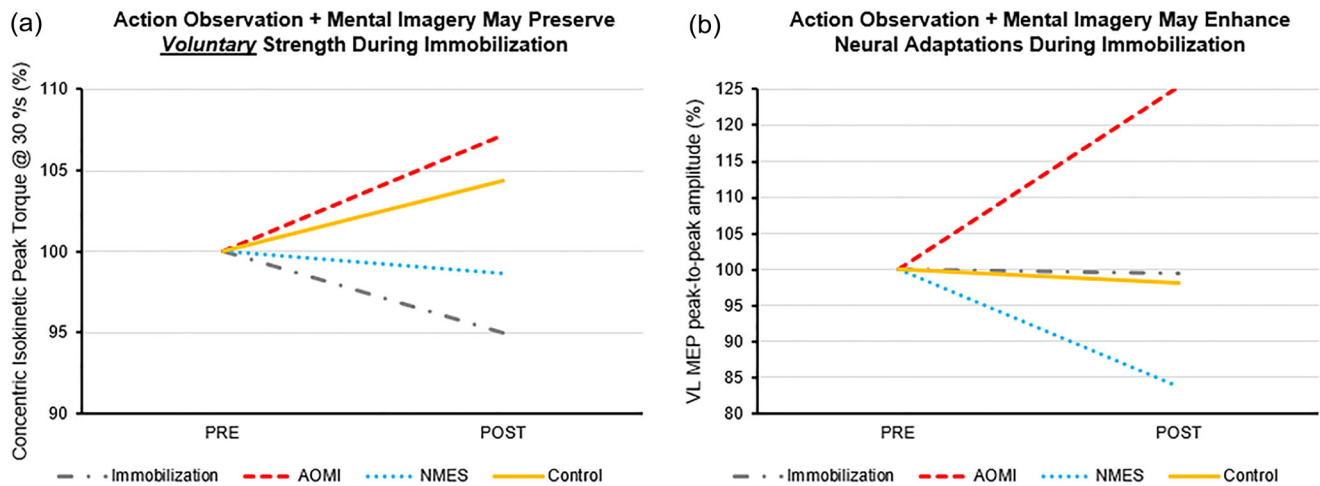 (a)
Action Observation + Mental Imagery May Preserve
Voluntary Strength During Immobilization
Concentric Isokinetic Peak Torque @ 30 º/s (%)
110
105
100
95
90
PRE
POST
Immobilization
AOMI
NMES
Control
(b)
Action Observation + Mental Imagery May Enhance
Neural Adaptations During Immobilization
VL MEP peak-to-peak amplitude (%)
125
120
115
110
105
100
95
90
85
80
PRE
POST
Immobilization
AOMI
NMES
Control